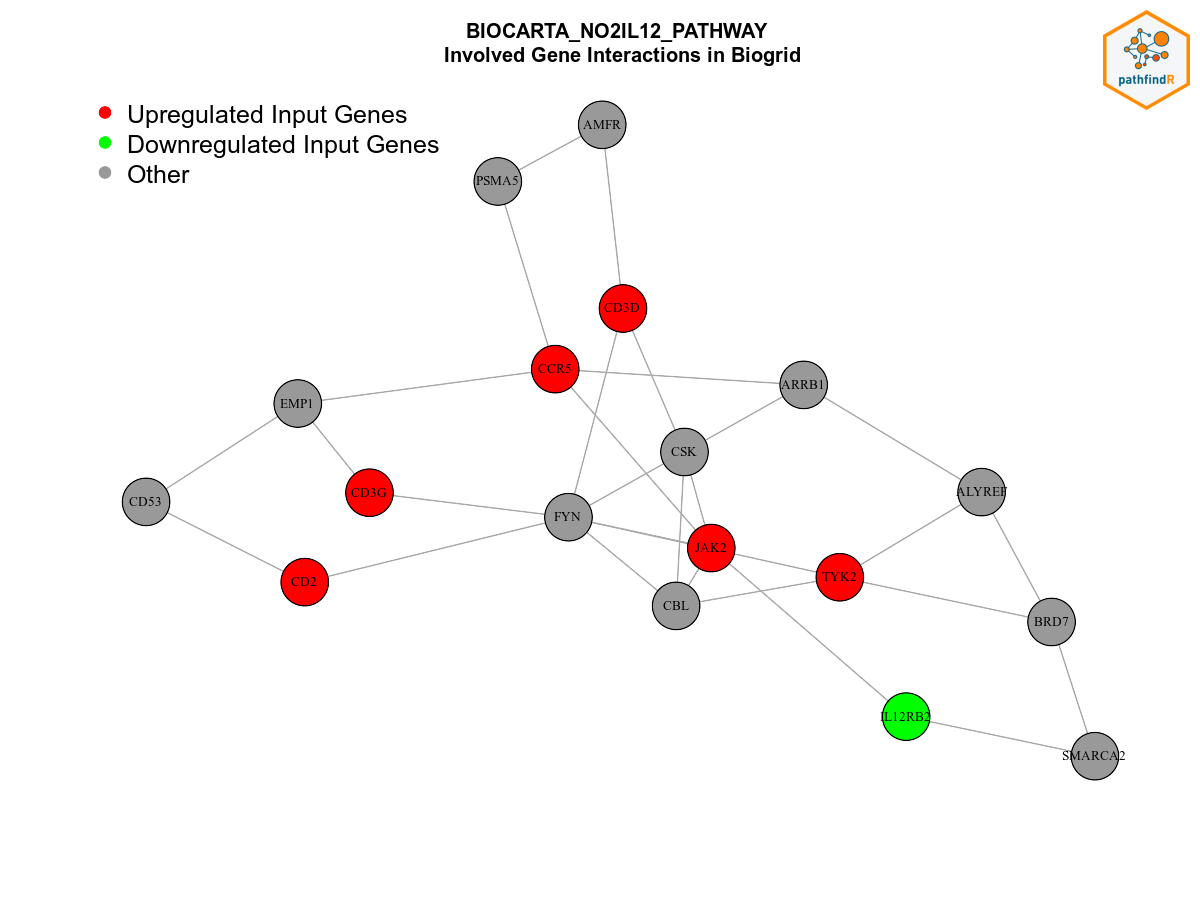 BIOCARTA_NO2IL12_PATHWAY
Involved Gene Interactions in Biogrid
pathfindR
Upregulated Input Genes
Downregulated Input Genes
Other
AMFR
PSMA5
CD3D
CCR5
ARRB1
EMP1
CSK
CD3G
ALYREF
CD53
FYN
JAK2
TYK2
CD2
CBL
BRD7
IL12RB2
SMARCA2